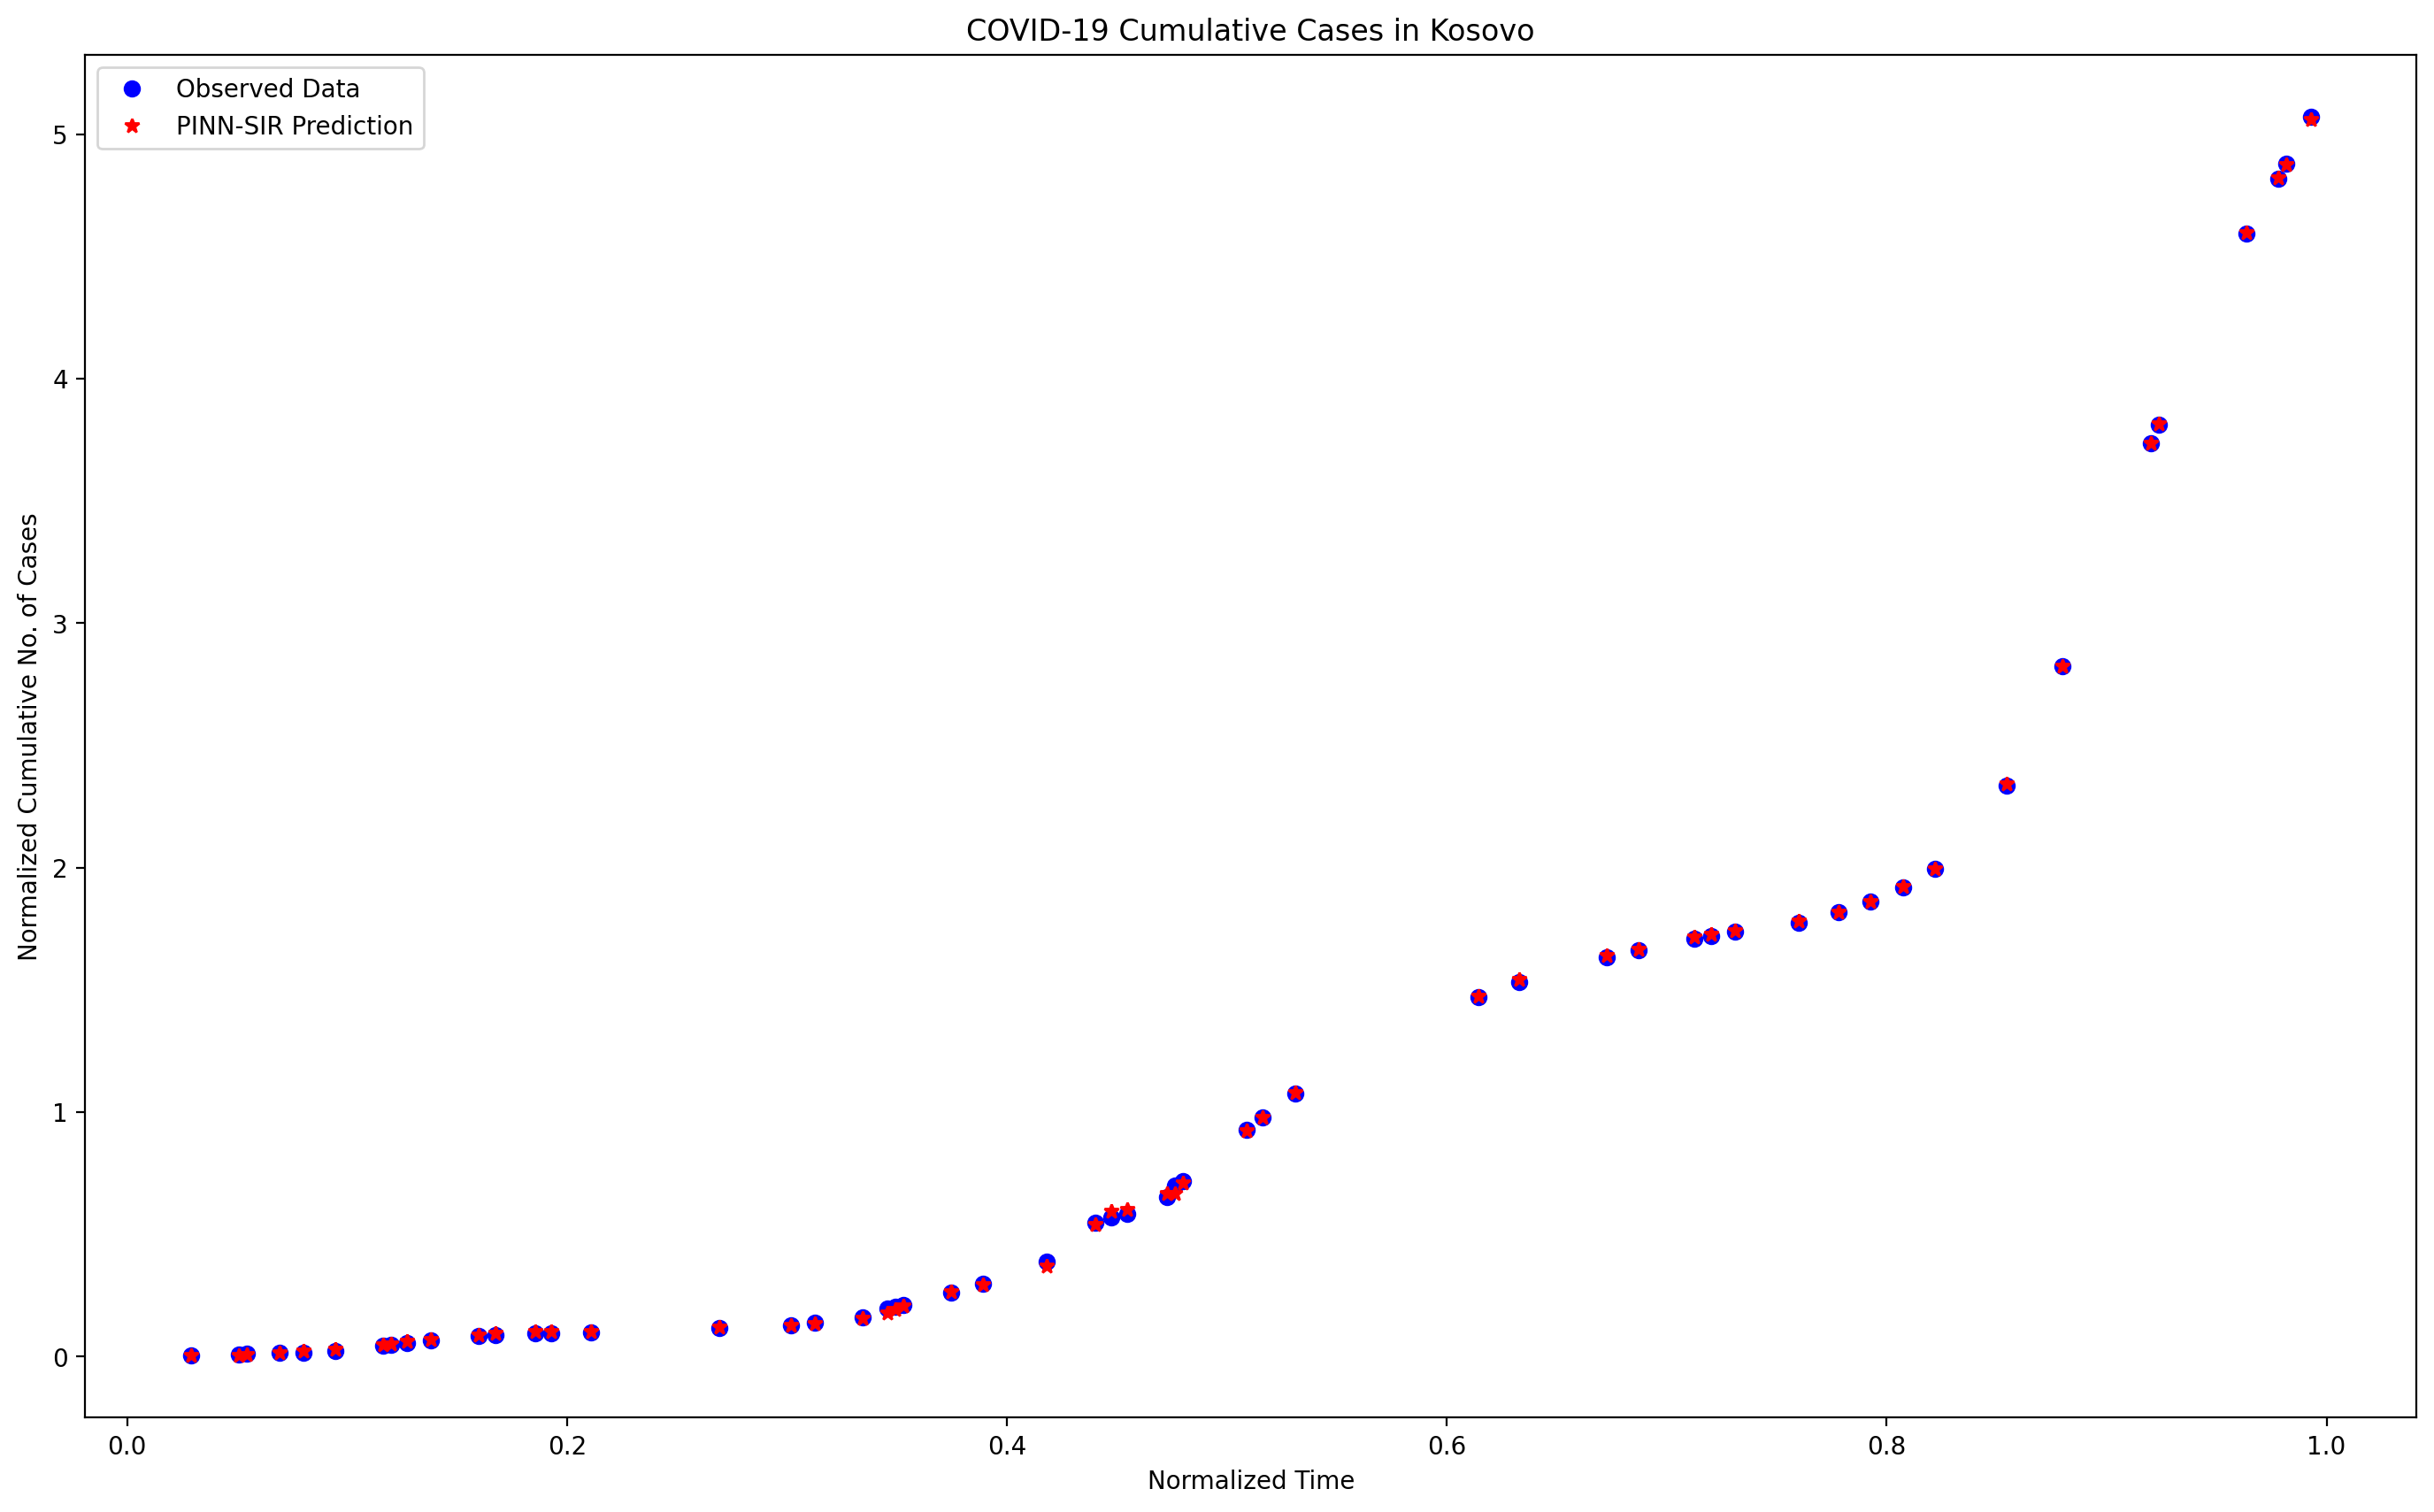 COVID-19 Cumulative Cases in Kosovo
Observed Data
PINN-SIR Prediction
Normalized Cumulative No. of Cases
5
4
3
2
1
0
0.0 0.2 0.4 0.6 0.8 1.0
Normalized Time